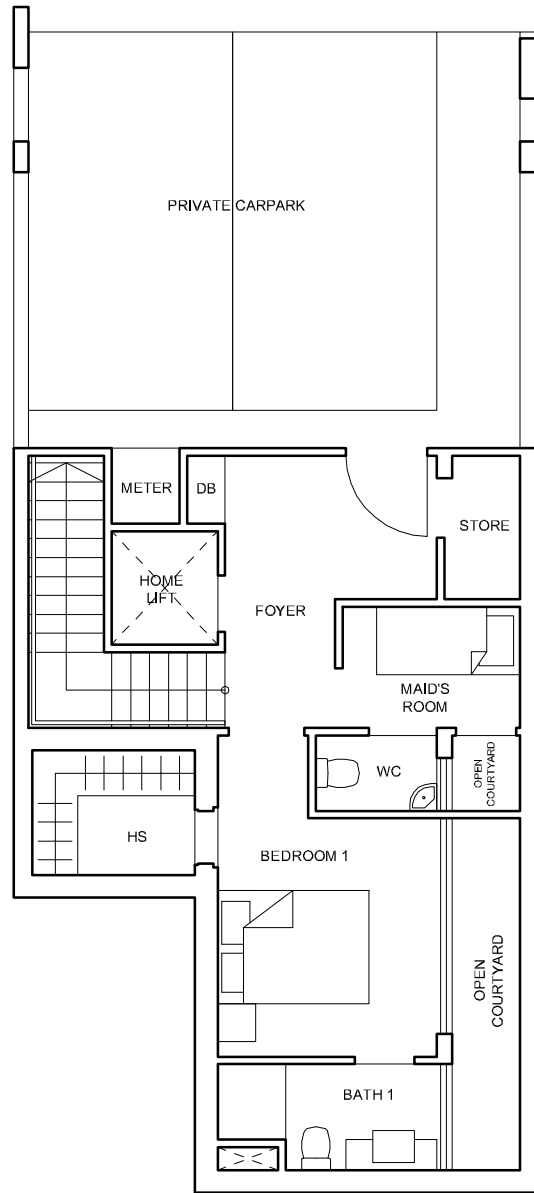 PRIVATE CARPARK
METER
DB
STORE
HOME
LIFT
FOYER
MAID'S
ROOM
WC
OPEN
COURTYARD
HS
BEDROOM 1
OPEN
COURTYARD
BATH 1